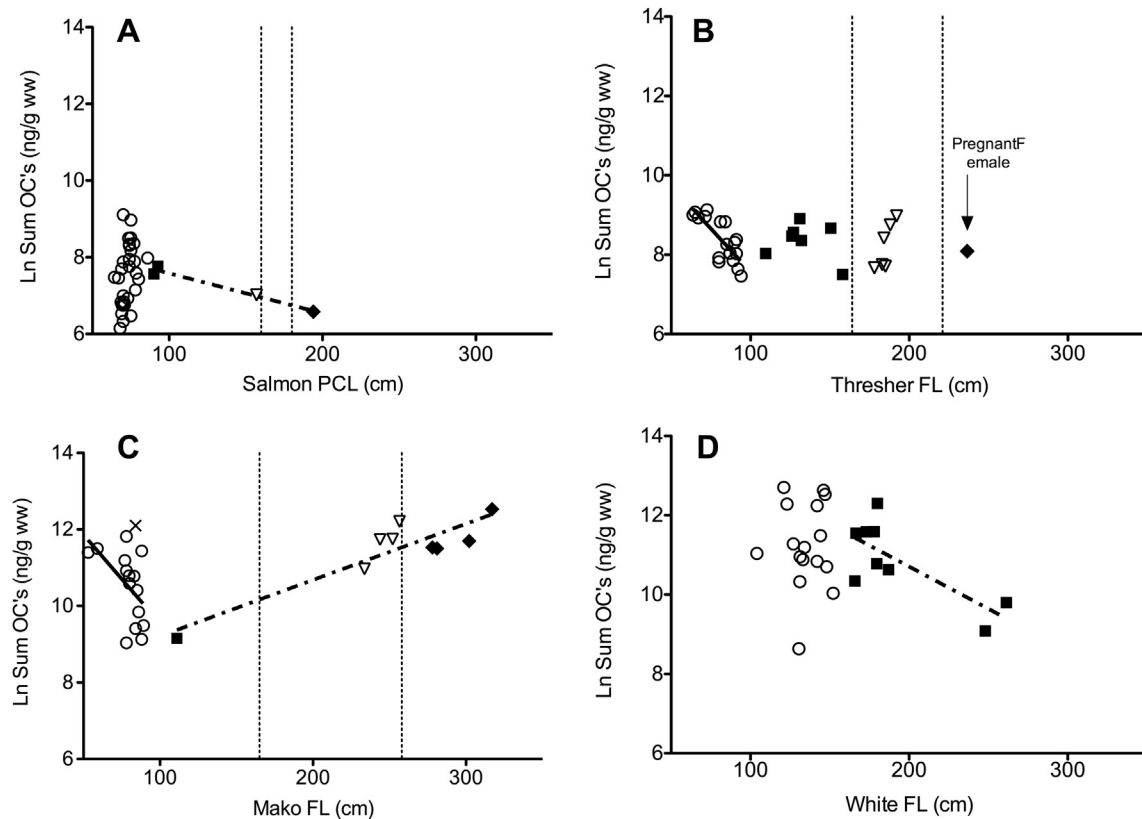 A
Ln Sum OC's (ng/g ww)
14
12
10
8
6
100
200
300
Salmon PCL (cm)
B
Ln Sum OC's (ng/g ww)
14
12
10
8
6
PregnantF
emale
100
200
300
Thresher FL (cm)
C
Ln Sum OC's (ng/g ww)
14
12
10
8
6
100
200
300
Mako FL (cm)
D
Ln Sum OC's (ng/g ww)
14
12
10
8
6
100
200
300
White FL (cm)